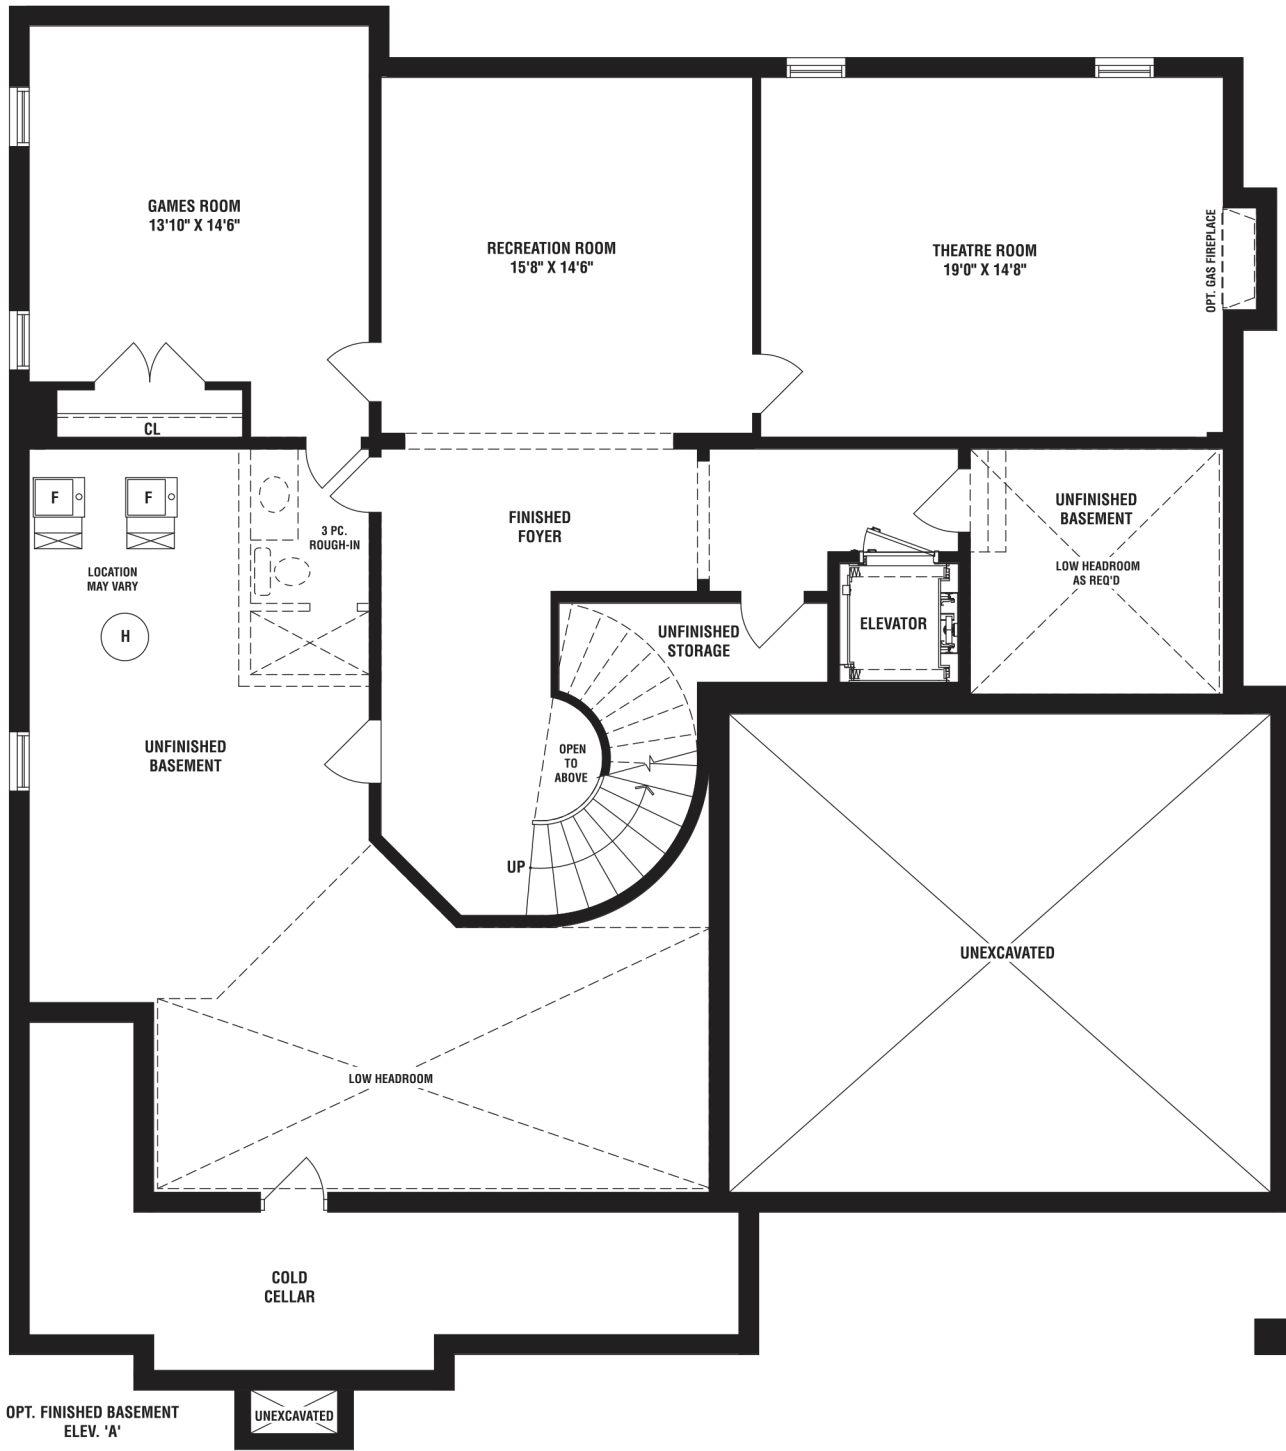 GAMES ROOM
13'10" X 14'6"
RECREATION ROOM
15'8" X 14'6"
THEATRE ROOM
19'0" X 14'8"
OPT. GAS FIREPLACE
CL
F
F
LOCATION
MAY VARY
H
3 PC.
ROUGH-IN
FINISHED
FOYER
UNFINISHED
BASEMENT
LOW HEADROOM
AS REQ'D
ELEVATOR
UNFINISHED
STORAGE
UNFINISHED
BASEMENT
OPEN
TO
ABOVE
UP
UNEXCAVATED
LOW HEADROOM
COLD
CELLAR
UNEXCAVATED
OPT. FINISHED BASEMENT
ELEV. 'A'